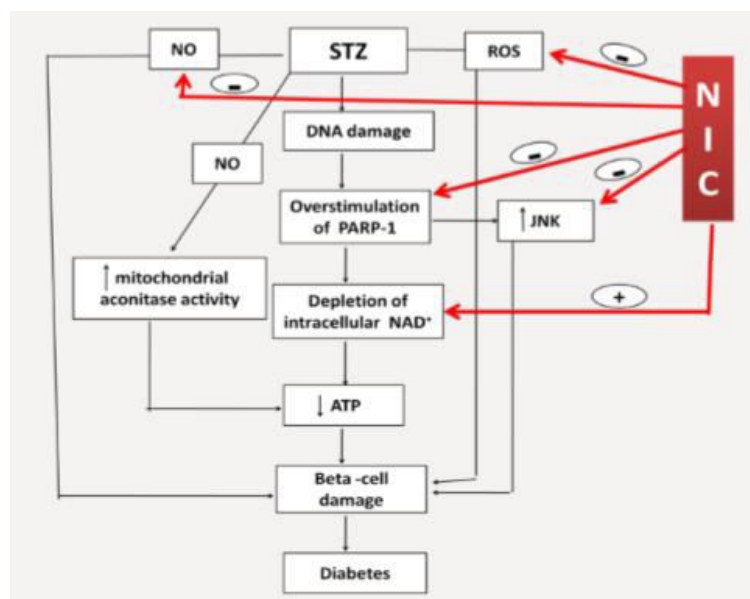 NO
STZ
ROS
-
-
N
I
C
DNA damage
-
-
NO
Overstimulation
of PARP-1
↑ JNK
↑ mitochondrial
aconitase activity
Depletion of
intracellular NAD⁺
+
↓ ATP
Beta -cell
damage
Diabetes